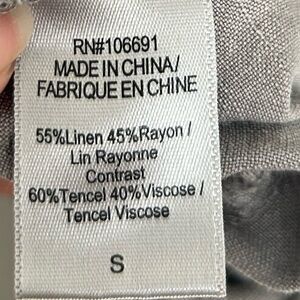 RN#106691
MADE IN CHINA/
FABRIQUE EN CHINE
55%Linen 45%Rayon /
Lin Rayonne
Contrast
60%Tencel 40%Viscose /
Tencel Viscose
S